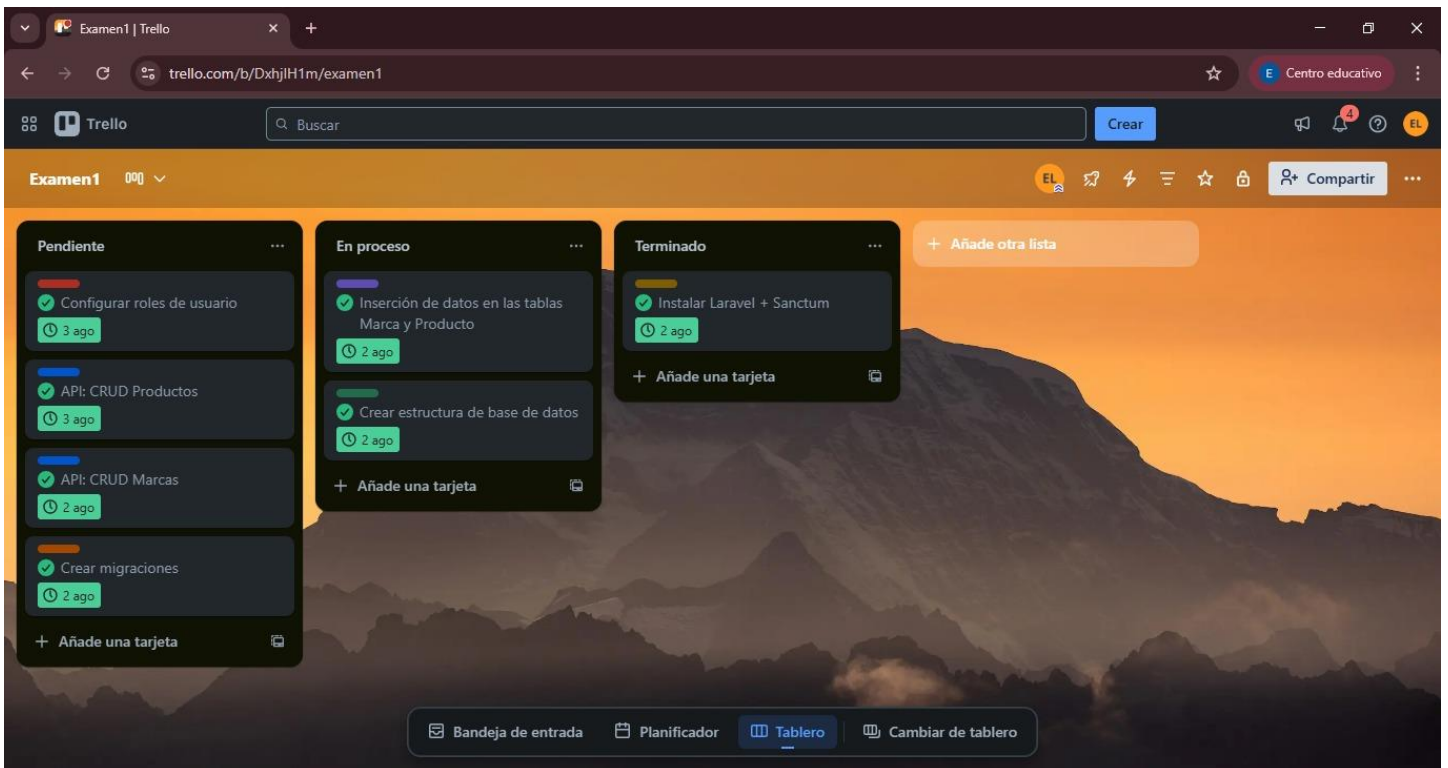 Examen1 | Trello
trello.com/b/DxhjlH1m/examen1
E Centro educativo
Trello
Buscar
Crear
4
EL
Examen1
EL
Compartir
Pendiente
Configurar roles de usuario
3 ago
API: CRUD Productos
3 ago
API: CRUD Marcas
2 ago
Crear migraciones
2 ago
+ Añade una tarjeta
En proceso
Inserción de datos en las tablas
Marca y Producto
2 ago
Crear estructura de base de datos
2 ago
+ Añade una tarjeta
Terminado
Instalar Laravel + Sanctum
2 ago
+ Añade una tarjeta
+ Añade otra lista
Bandeja de entrada
Planificador
Tablero
Cambiar de tablero